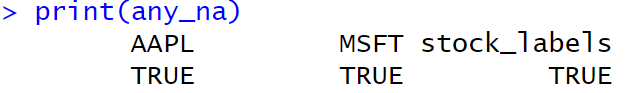 > print(any_na)
AAPL MSFT stock_labels
TRUE TRUE TRUE